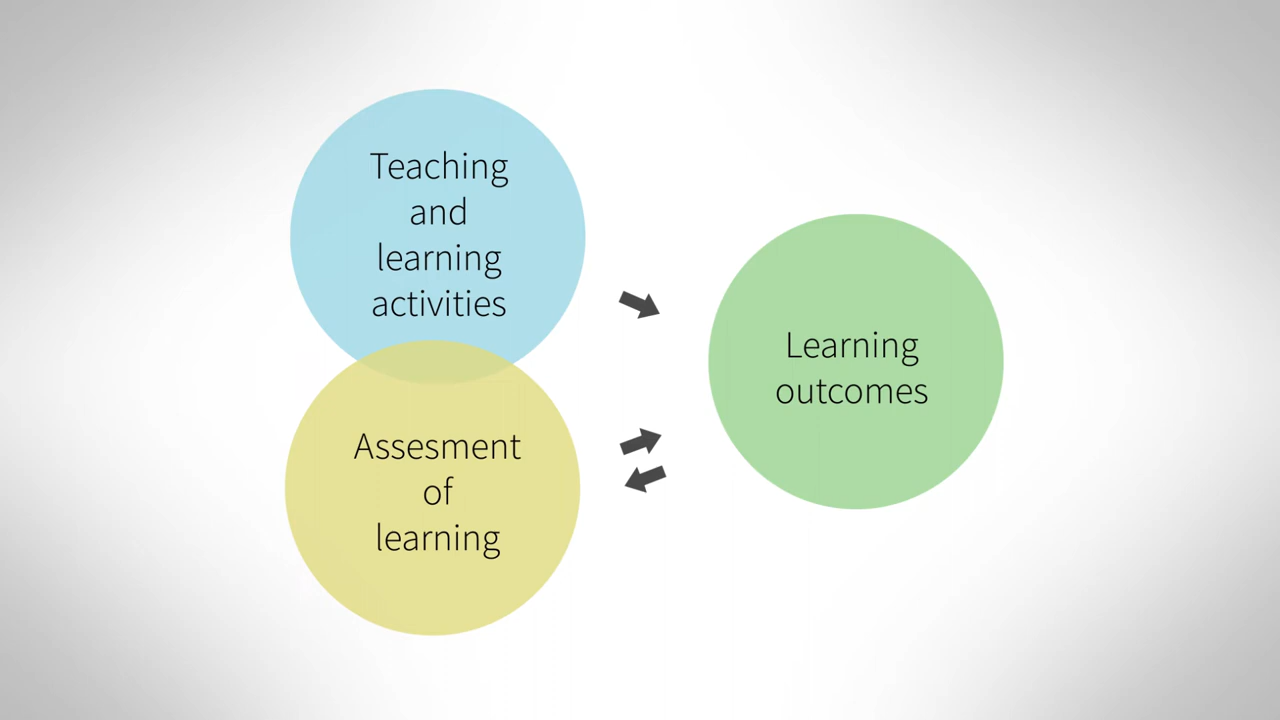 Teaching
and
learning
activities
Assesment
of
learning
Learning
outcomes